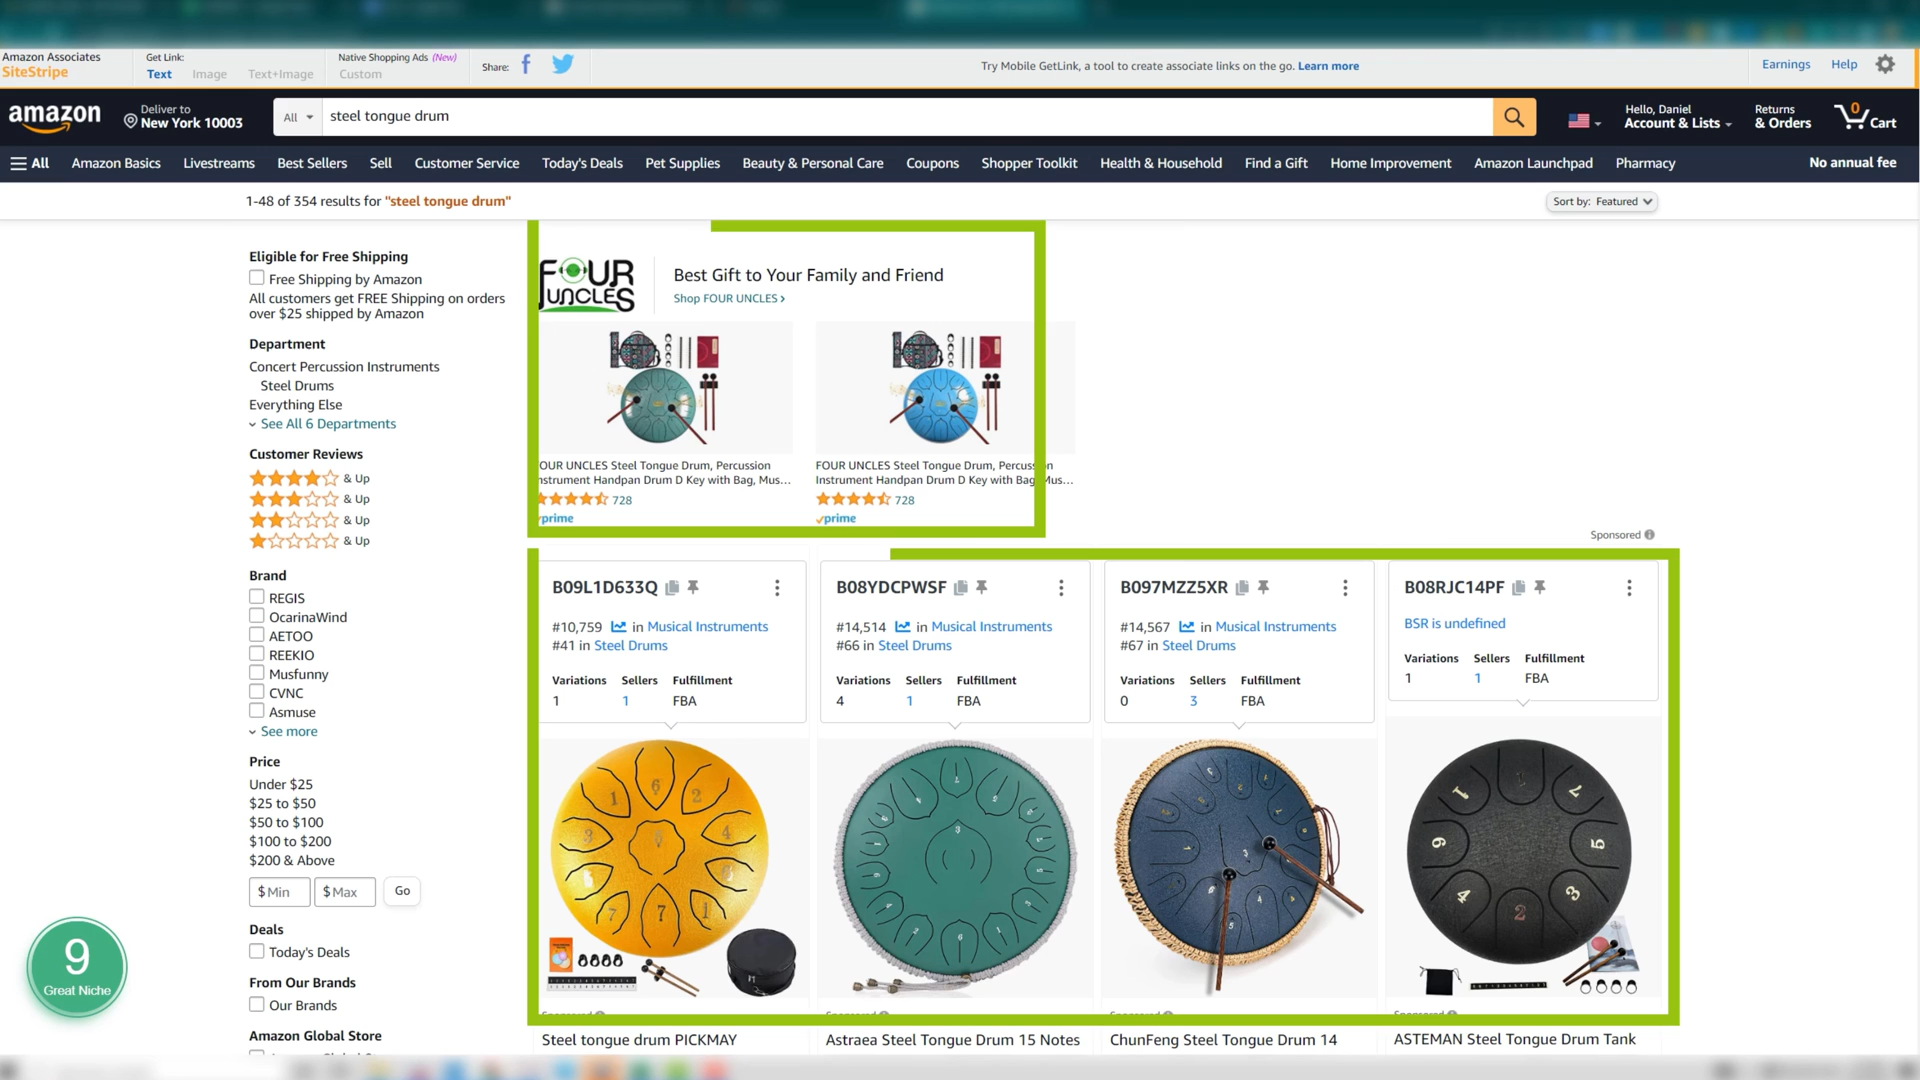 Amazon Associates
SiteStripe
Get Link:
Text Image Text+Image
Native Shopping Ads (New)
Custom
Share:
Try Mobile GetLink, a tool to create associate links on the go. Learn more
Earnings Help
amazon
Deliver to
New York 10003
All
steel tongue drum
Hello, Daniel
Account & Lists
Returns
& Orders
0
Cart
All Amazon Basics Livestreams Best Sellers Sell Customer Service Today's Deals Pet Supplies Beauty & Personal Care Coupons Shopper Toolkit Health & Household Find a Gift Home Improvement Amazon Launchpad Pharmacy No annual fee
1-48 of 354 results for "steel tongue drum"
Sort by: Featured
Eligible for Free Shipping
Free Shipping by Amazon
All customers get FREE Shipping on orders
over $25 shipped by Amazon
Department
Concert Percussion Instruments
Steel Drums
Everything Else
See All 6 Departments
Customer Reviews
& Up
& Up
& Up
& Up
Brand
REGIS
OcarinaWind
AETOO
REEKIO
Musfunny
CVNC
Asmuse
See more
Price
Under $25
$25 to $50
$50 to $100
$100 to $200
$200 & Above
$ Min $ Max Go
Deals
Today's Deals
From Our Brands
Our Brands
Amazon Global Store
9
Great Niche
FOUR
UNCLES
Best Gift to Your Family and Friend
Shop FOUR UNCLES ›
OUR UNCLES Steel Tongue Drum, Percussion
nstrument Handpan Drum D Key with Bag, Mus...
728
prime
FOUR UNCLES Steel Tongue Drum, Percussion
Instrument Handpan Drum D Key with Bag, Mus...
728
prime
Sponsored
B09L1D633Q
#10,759 in Musical Instruments
#41 in Steel Drums
Variations Sellers Fulfillment
1 1 FBA
B08YDCPWSF
#14,514 in Musical Instruments
#66 in Steel Drums
Variations Sellers Fulfillment
4 1 FBA
B097MZZ5XR
#14,567 in Musical Instruments
#67 in Steel Drums
Variations Sellers Fulfillment
0 3 FBA
B08RJC14PF
BSR is undefined
Variations Sellers Fulfillment
1 1 FBA
Steel tongue drum PICKMAY
Astraea Steel Tongue Drum 15 Notes
ChunFeng Steel Tongue Drum 14
ASTEMAN Steel Tongue Drum Tank